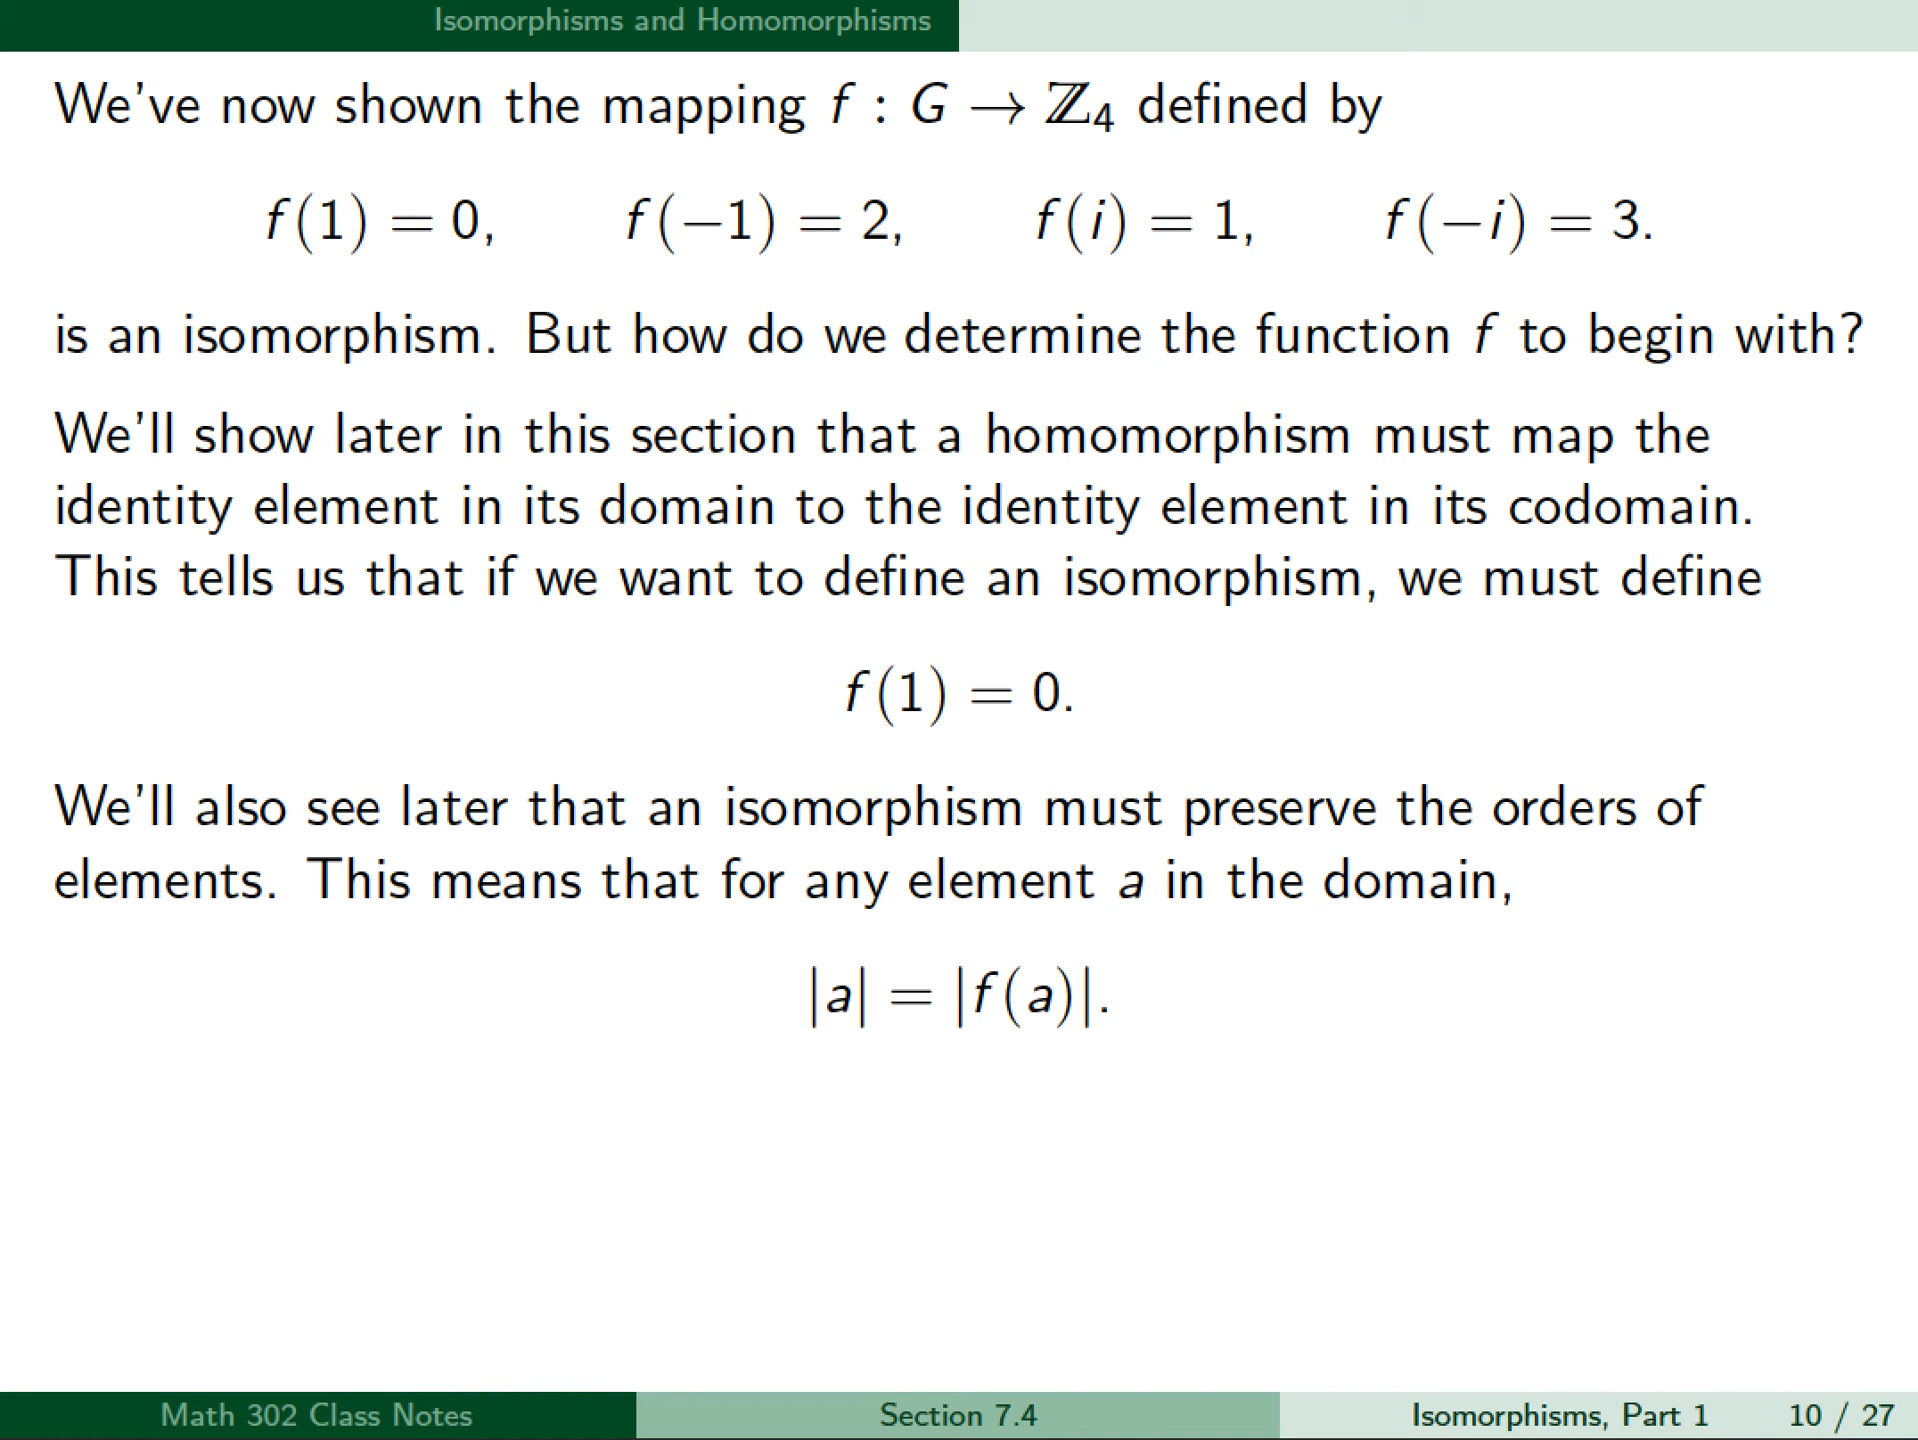 Isomorphisms and Homomorphisms
We've now shown the mapping f : G → ℤ₄ defined by
f(1) = 0, f(−1) = 2, f(i) = 1, f(−i) = 3.
is an isomorphism. But how do we determine the function f to begin with?
We'll show later in this section that a homomorphism must map the
identity element in its domain to the identity element in its codomain.
This tells us that if we want to define an isomorphism, we must define
f(1) = 0.
We'll also see later that an isomorphism must preserve the orders of
elements. This means that for any element a in the domain,
|a| = |f(a)|.
Math 302 Class Notes Section 7.4 Isomorphisms, Part 1 10 / 27